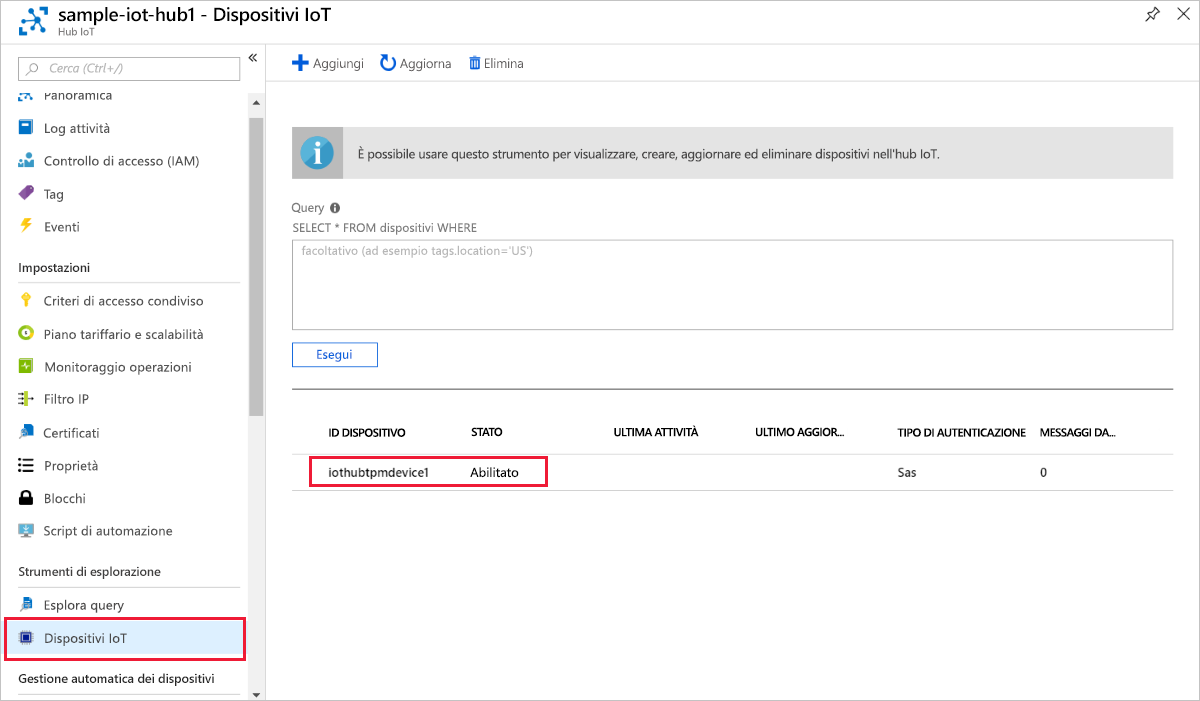 sample-iot-hub1 - Dispositivi IoT
Hub IoT
Cerca (Ctrl+/)
Panoramica
Log attività
Controllo di accesso (IAM)
Tag
Eventi
Impostazioni
Criteri di accesso condiviso
Piano tariffario e scalabilità
Monitoraggio operazioni
Filtro IP
Certificati
Proprietà
Blocchi
Script di automazione
Strumenti di esplorazione
Esplora query
Dispositivi IoT
Gestione automatica dei dispositivi
Aggiungi Aggiorna Elimina
È possibile usare questo strumento per visualizzare, creare, aggiornare ed eliminare dispositivi nell'hub IoT.
Query
SELECT * FROM dispositivi WHERE
facoltativo (ad esempio tags.location='US')
Esegui
ID DISPOSITIVO STATO ULTIMA ATTIVITÀ ULTIMO AGGIOR... TIPO DI AUTENTICAZIONE MESSAGGI DA...
iothubtpmdevice1 Abilitato Sas 0